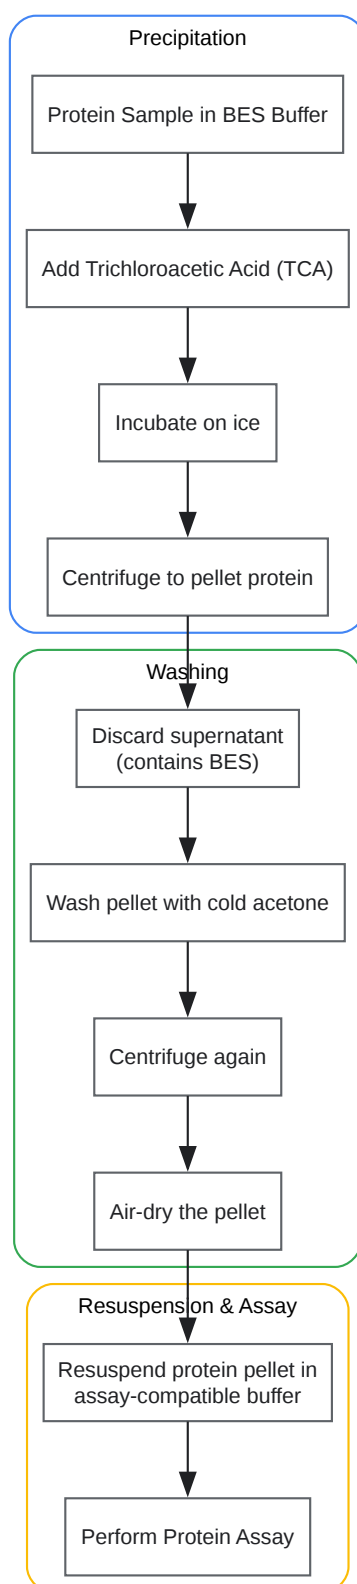 Precipitation
Protein Sample in BES Buffer
Add Trichloroacetic Acid (TCA)
Incubate on ice
Centrifuge to pellet protein
Washing
Discard supernatant
(contains BES)
Wash pellet with cold acetone
Centrifuge again
Air-dry the pellet
Resuspension & Assay
Resuspend protein pellet in
assay-compatible buffer
Perform Protein Assay